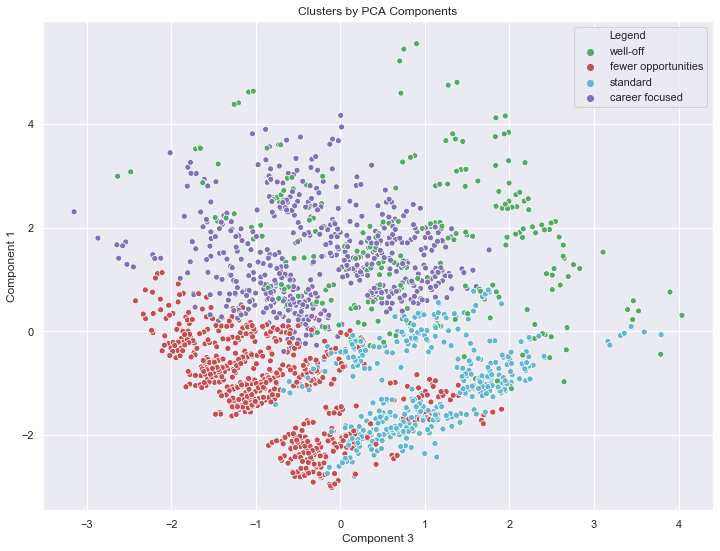 Clusters by PCA Components
Legend
well-off
fewer opportunities
standard
career focused
Component 1
4
2
0
−2
−3
−2
−1
0
1
2
3
4
Component 3